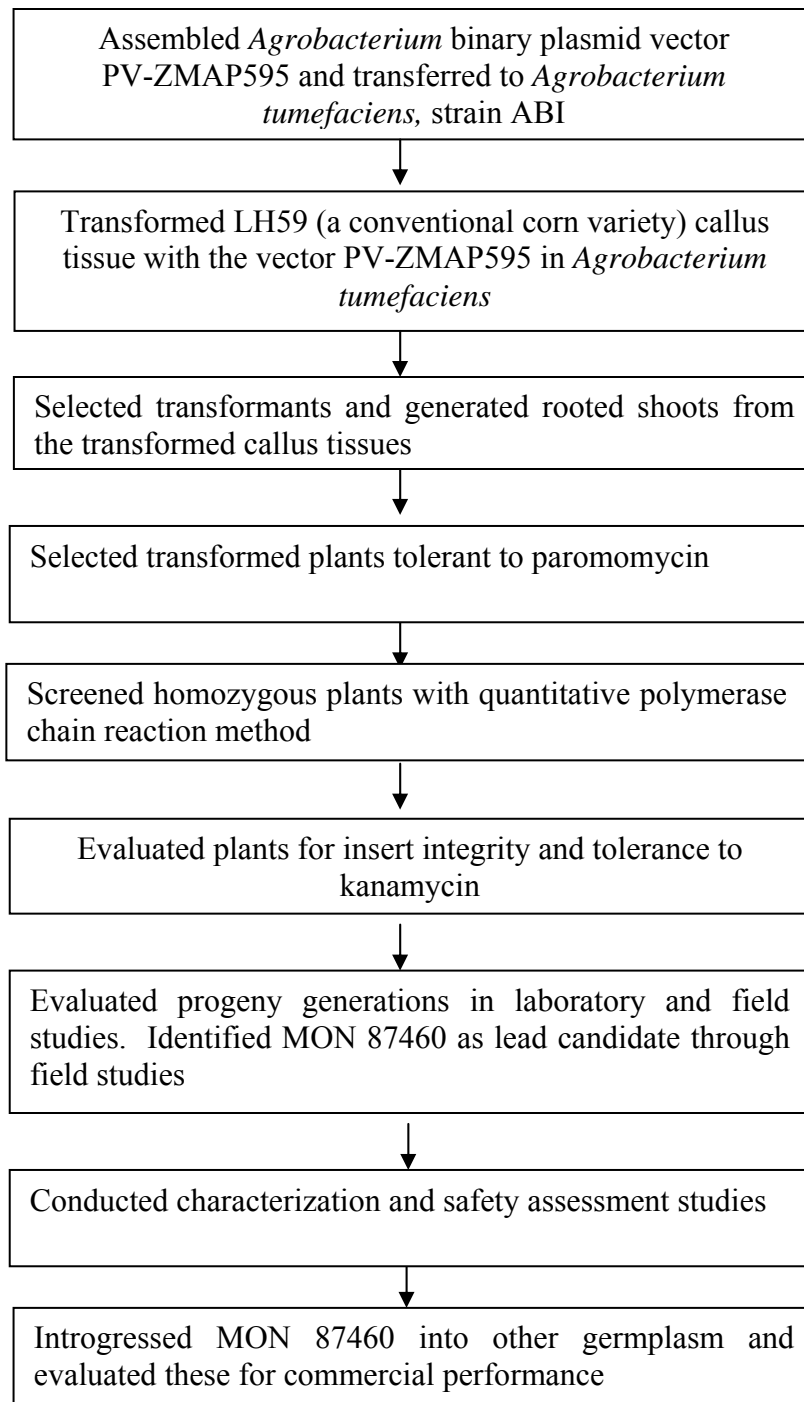 Assembled Agrobacterium binary plasmid vector
PV-ZMAP595 and transferred to Agrobacterium
tumefaciens, strain ABI
Transformed LH59 (a conventional corn variety) callus
tissue with the vector PV-ZMAP595 in Agrobacterium
tumefaciens
Selected transformants and generated rooted shoots from
the transformed callus tissues
Selected transformed plants tolerant to paromomycin
Screened homozygous plants with quantitative polymerase
chain reaction method
Evaluated plants for insert integrity and tolerance to
kanamycin
Evaluated progeny generations in laboratory and field
studies. Identified MON 87460 as lead candidate through
field studies
Conducted characterization and safety assessment studies
Introgressed MON 87460 into other germplasm and
evaluated these for commercial performance